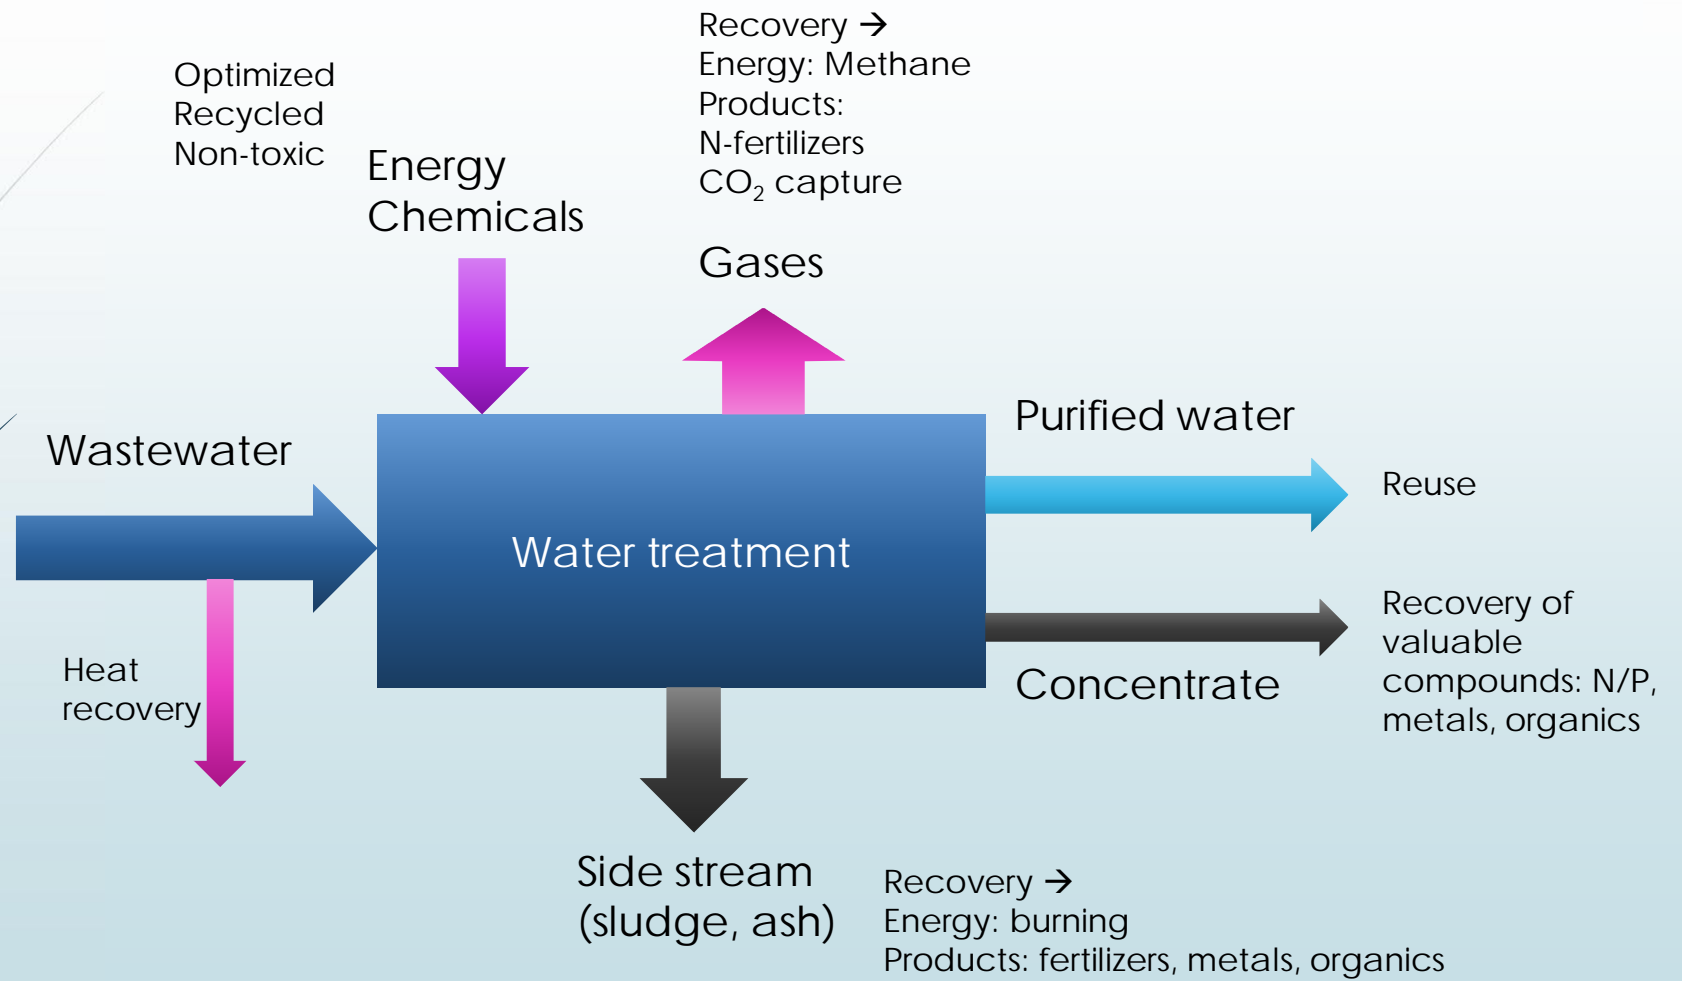 Optimized
Recycled
Non-toxic
Energy
Chemicals
Recovery →
Energy: Methane
Products:
N-fertilizers
CO₂ capture
Gases
Wastewater
Heat
recovery
Water treatment
Purified water
Reuse
Concentrate
Recovery of
valuable
compounds: N/P,
metals, organics
Side stream
(sludge, ash)
Recovery →
Energy: burning
Products: fertilizers, metals, organics